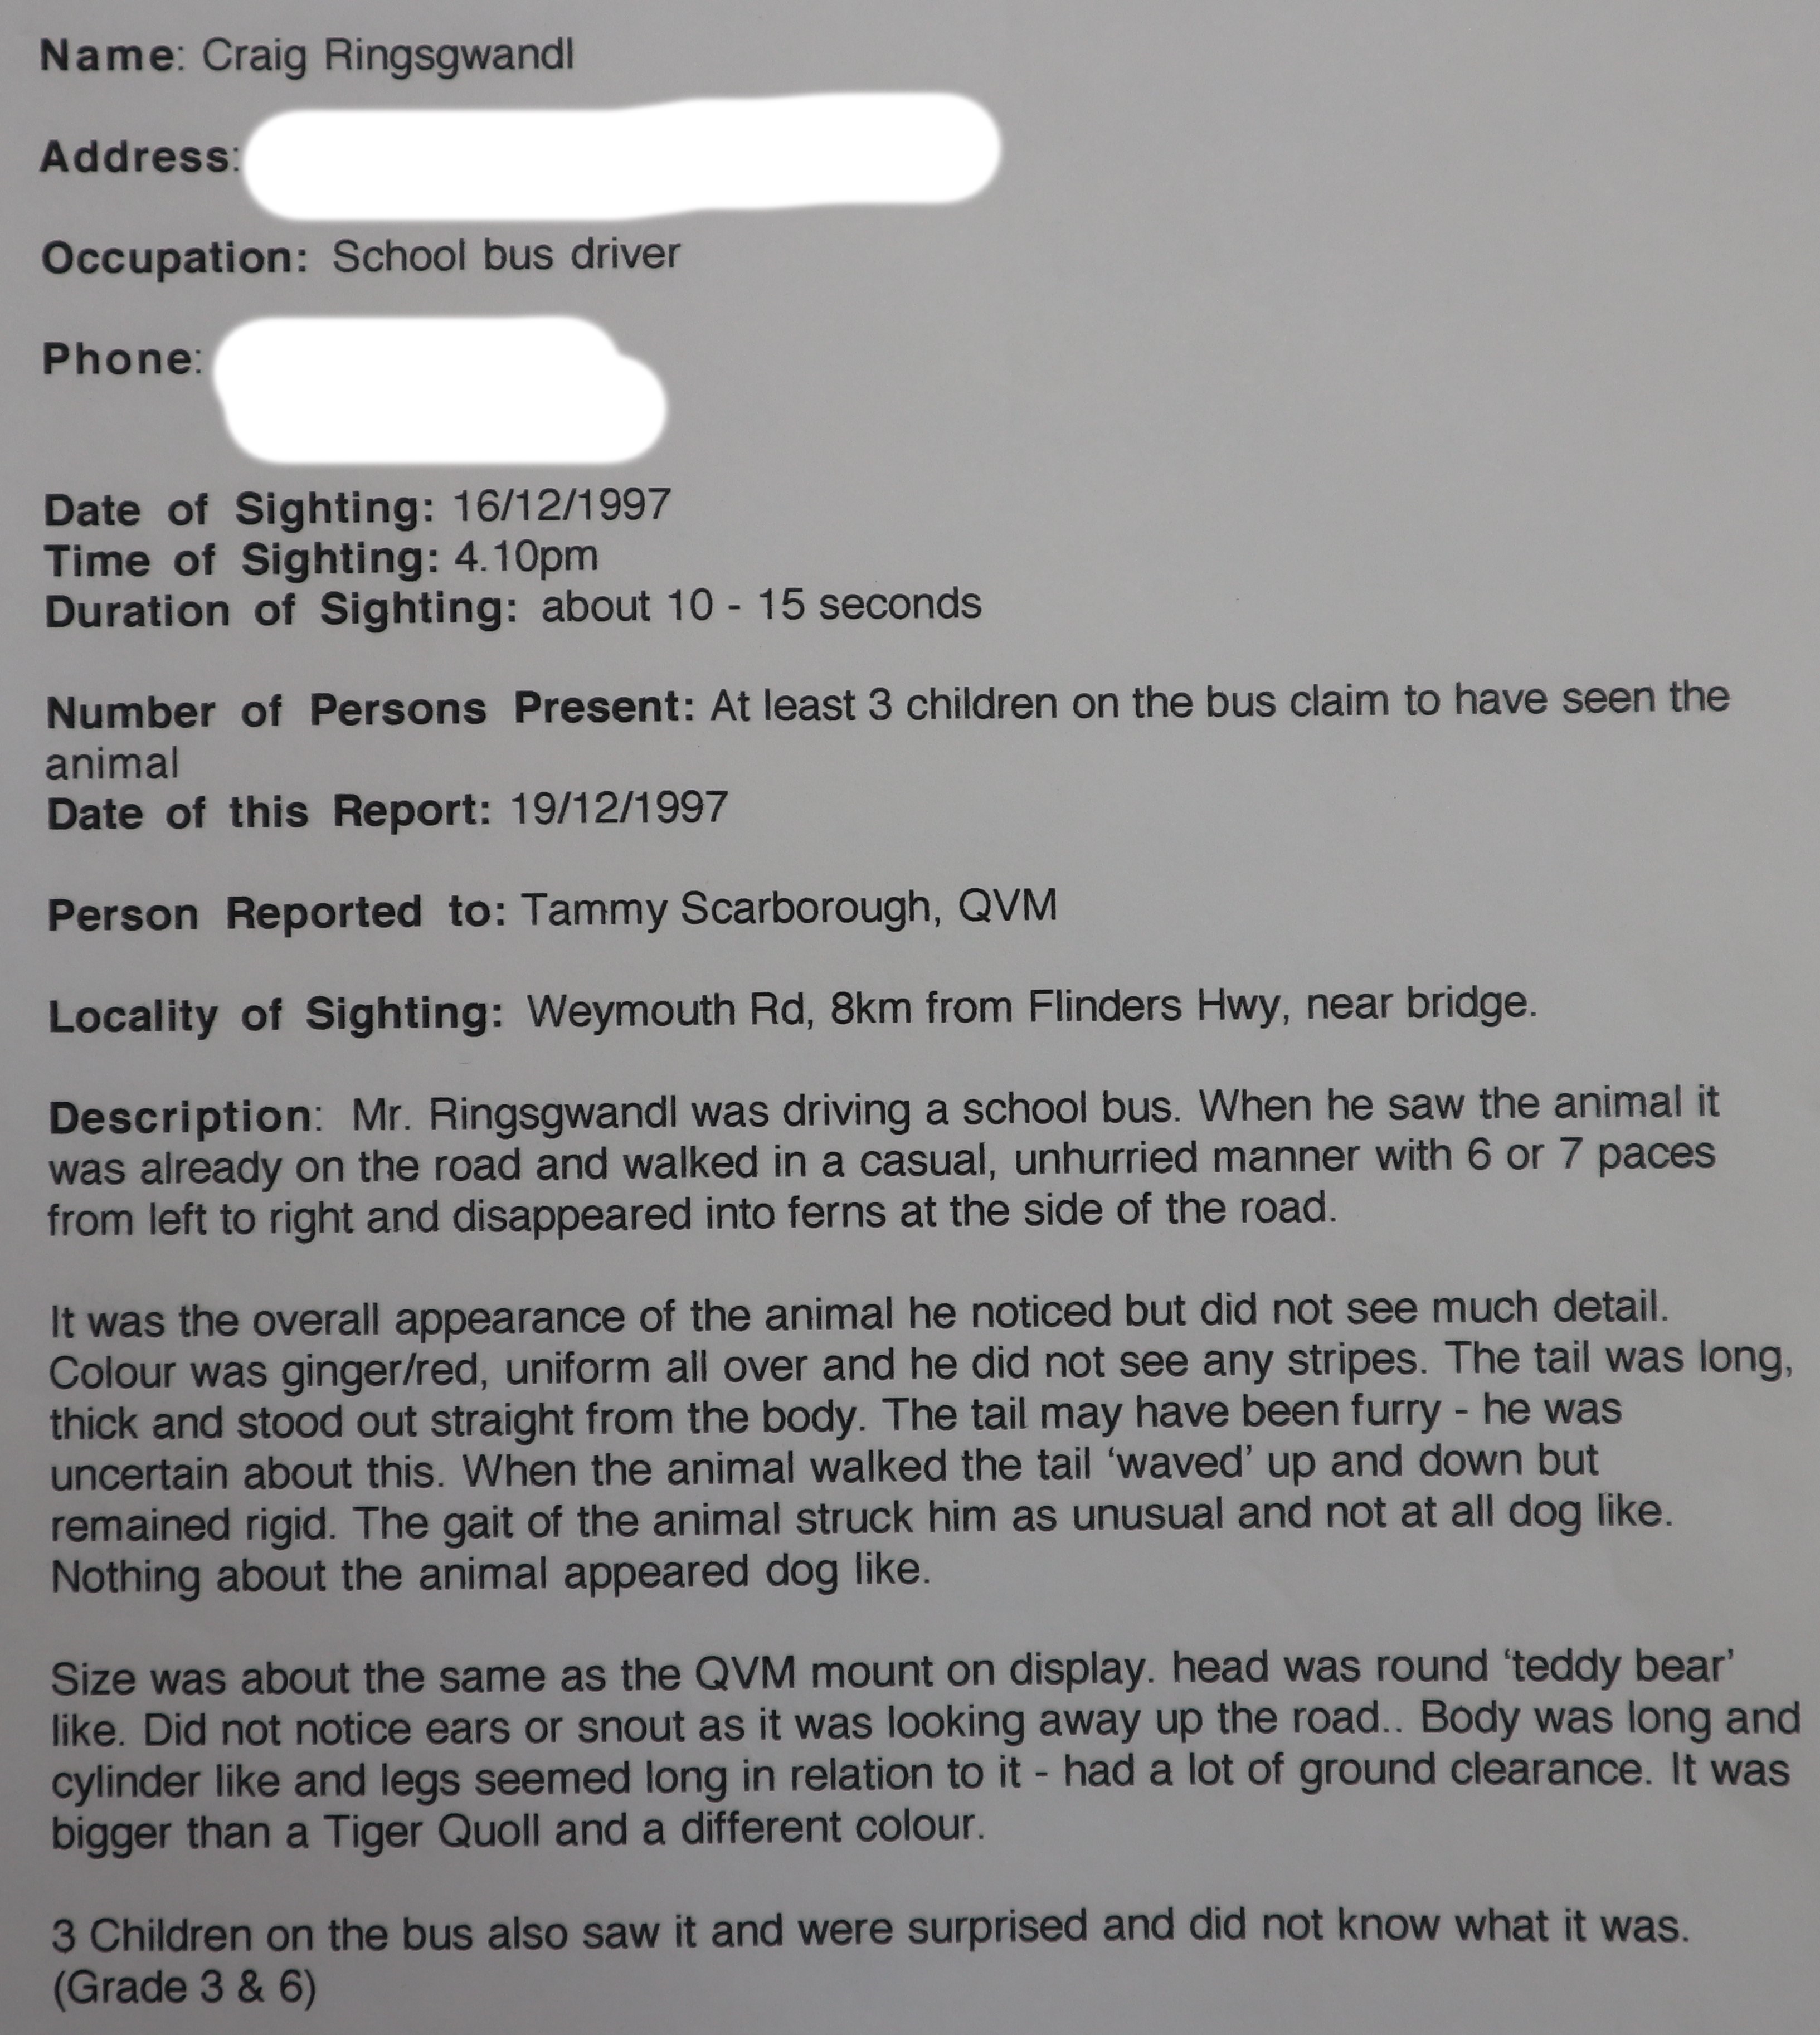 Name: Craig Ringsgwandl
Address:
Occupation: School bus driver
Phone:
Date of Sighting: 16/12/1997
Time of Sighting: 4.10pm
Duration of Sighting: about 10 - 15 seconds
Number of Persons Present: At least 3 children on the bus claim to have seen the
animal
Date of this Report: 19/12/1997
Person Reported to: Tammy Scarborough, QVM
Locality of Sighting: Weymouth Rd, 8km from Flinders Hwy, near bridge.
Description: Mr. Ringsgwandl was driving a school bus. When he saw the animal it
was already on the road and walked in a casual, unhurried manner with 6 or 7 paces
from left to right and disappeared into ferns at the side of the road.
It was the overall appearance of the animal he noticed but did not see much detail.
Colour was ginger/red, uniform all over and he did not see any stripes. The tail was long,
thick and stood out straight from the body. The tail may have been furry - he was
uncertain about this. When the animal walked the tail ‘waved’ up and down but
remained rigid. The gait of the animal struck him as unusual and not at all dog like.
Nothing about the animal appeared dog like.
Size was about the same as the QVM mount on display. head was round ‘teddy bear’
like. Did not notice ears or snout as it was looking away up the road.. Body was long and
cylinder like and legs seemed long in relation to it - had a lot of ground clearance. It was
bigger than a Tiger Quoll and a different colour.
3 Children on the bus also saw it and were surprised and did not know what it was.
(Grade 3 & 6)